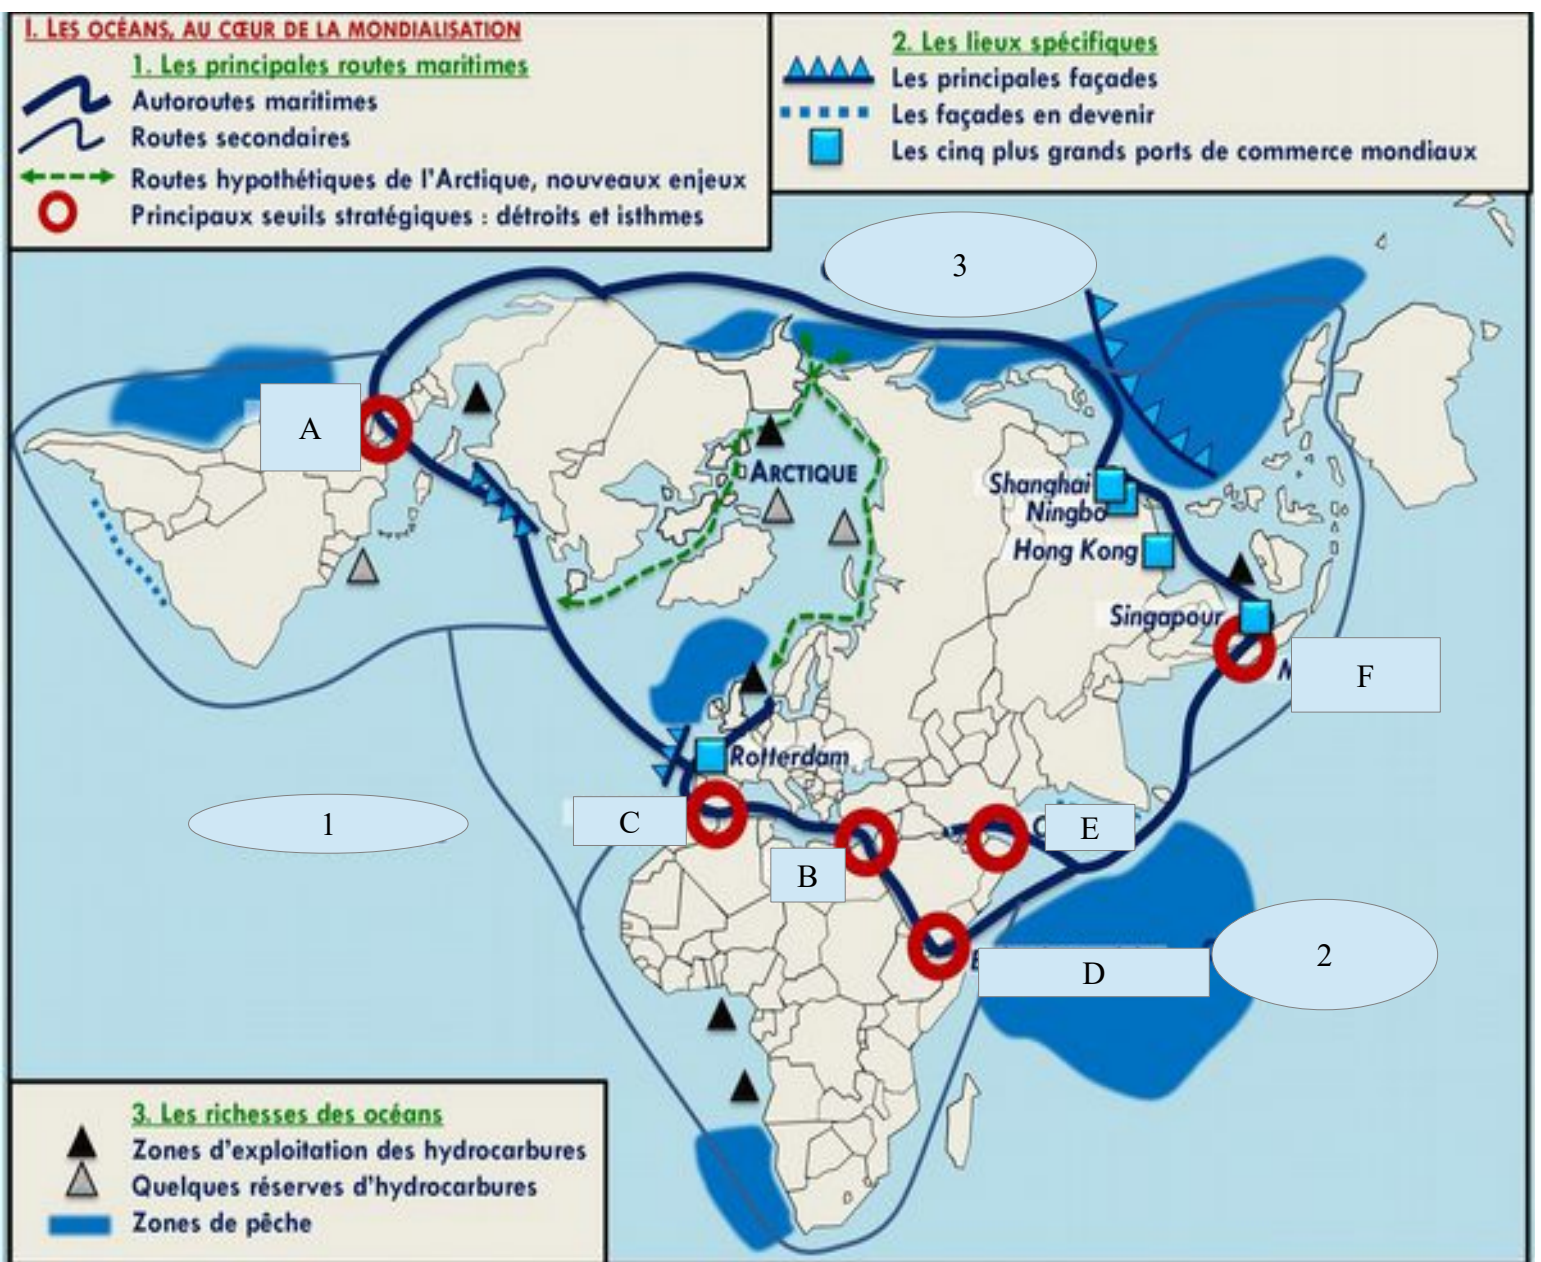 I. LES OCÉANS, AU CŒUR DE LA MONDIALISATION
1. Les principales routes maritimes
Autoroutes maritimes
Routes secondaires
Routes hypothétiques de l'Arctique, nouveaux enjeux
Principaux seuils stratégiques : détroits et isthmes
2. Les lieux spécifiques
Les principales façades
Les façades en devenir
Les cinq plus grands ports de commerce mondiaux
3
A
ARCTIQUE
Shanghai
Ningbo
Hong Kong
Singapour
F
Rotterdam
1
C
E
B
2
D
3. Les richesses des océans
Zones d'exploitation des hydrocarbures
Quelques réserves d'hydrocarbures
Zones de pêche